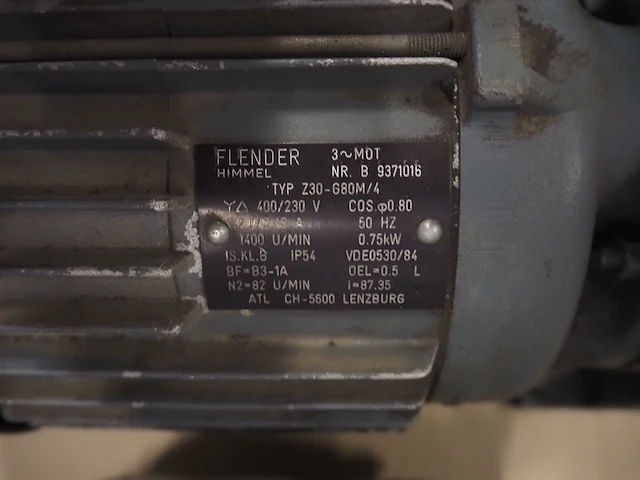 FLENDER 3~MOT
HIMMEL NR. B 9371016
TYP Z30-G80M/4
Y△ 400/230 V COS.φ0.80
A 50 HZ
1400 U/MIN 0.75kW
IS.KL.B IP54 VDE0530/84
BF=B3-1A OEL=0.5 L
N2=82 U/MIN i=87.35
ATL CH-5600 LENZBURG